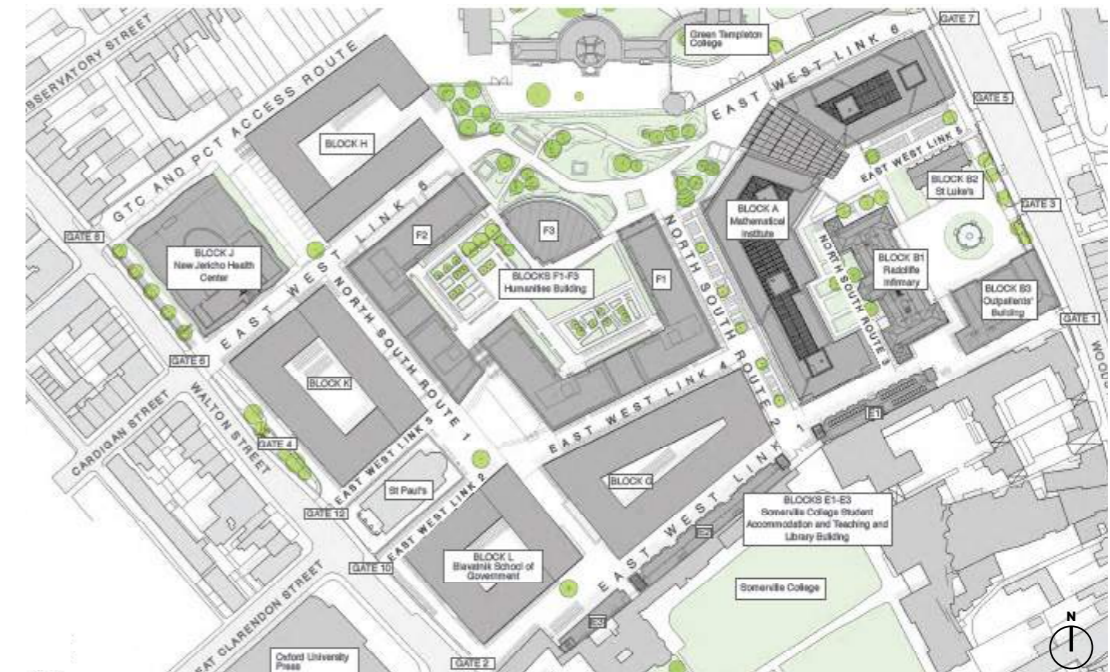 OBSERVATORY STREET
GTC AND PCT ACCESS ROUTE
Green Templeton
College
GATE 7
EAST WEST LINK 6
GATE 5
BLOCK H
EAST WEST LINK 5
BLOCK B2
St Luke's
GATE 3
BLOCK A
Mathematical
Institute
F2
F3
GATE 8
BLOCK J
New Jericho Health
Center
EAST WEST LINK 5
BLOCKS F1-F3
Humanities Building
F1
NORTH SOUTH ROUTE 3
BLOCK B1
Radcliffe
Infirmary
BLOCK B3
Outpatients'
Building
GATE 1
WOODS
NORTH SOUTH ROUTE 1
NORTH SOUTH ROUTE 2
GATE 6
BLOCK K
WALTON STREET
CARDIGAN STREET
GATE 4
EAST WEST LINK 4
E1
EAST WEST LINK 3
St Paul's
EAST WEST LINK 2
BLOCK G
EAST WEST LINK 1
BLOCKS E1-E3
Somerville College Student
Accommodation and Teaching and
Library Building
GATE 12
E2
BLOCK L
Blavatnik School of
Government
GATE 10
Somerville College
EAT CLARENDON STREET
E3
N
Oxford University
Press
GATE 2